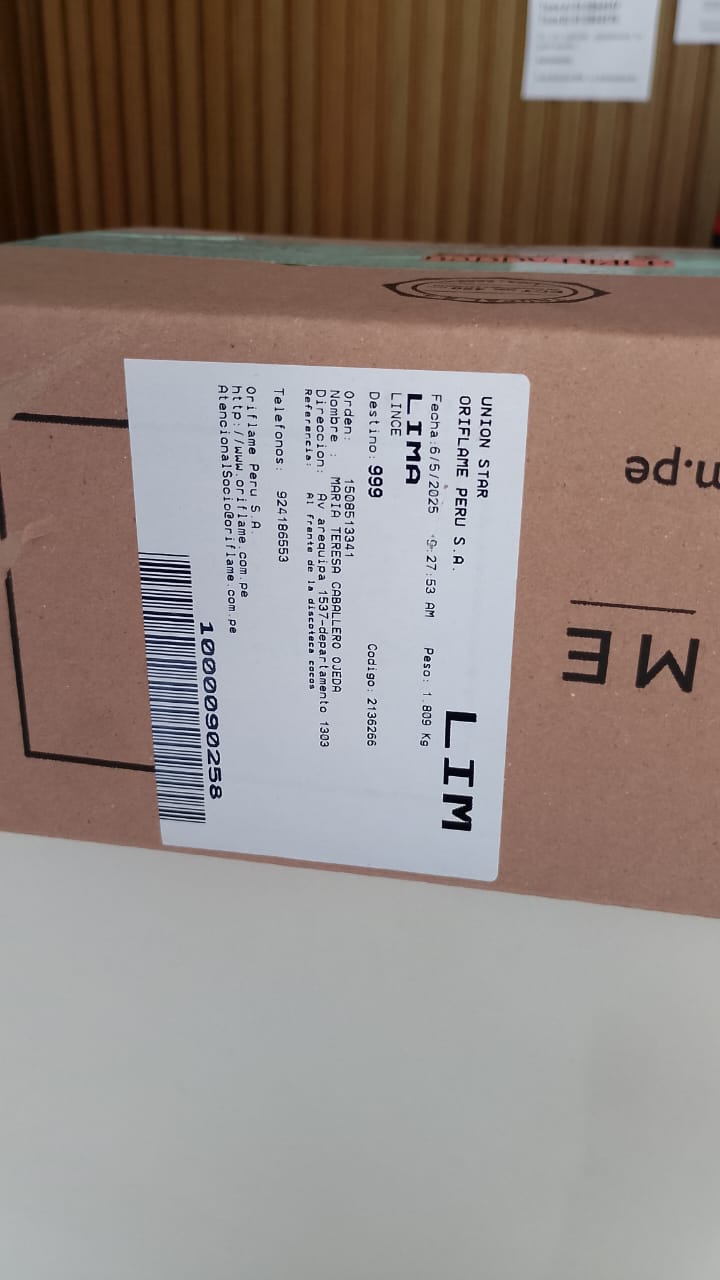 UNION STAR
ORIFLAME PERU S.A.
LIM
Fecha:6/5/2025 9:27:53 AM Peso: 1.809 Kg
LIMA
LINCE
Destino: 999 Codigo: 2136266
Orden: 1508513341
Nombre : MARIA TERESA CABALLERO OJEDA
Direccion: Av arequipa 1537-departamento 1303
Referencia: Al frente de la discoteca cocos
Telefonos: 924186553
Oriflame Peru S.A.
http://www.oriflame.com.pe
AtencionalSocio@oriflame.com.pe
1000090258
ME